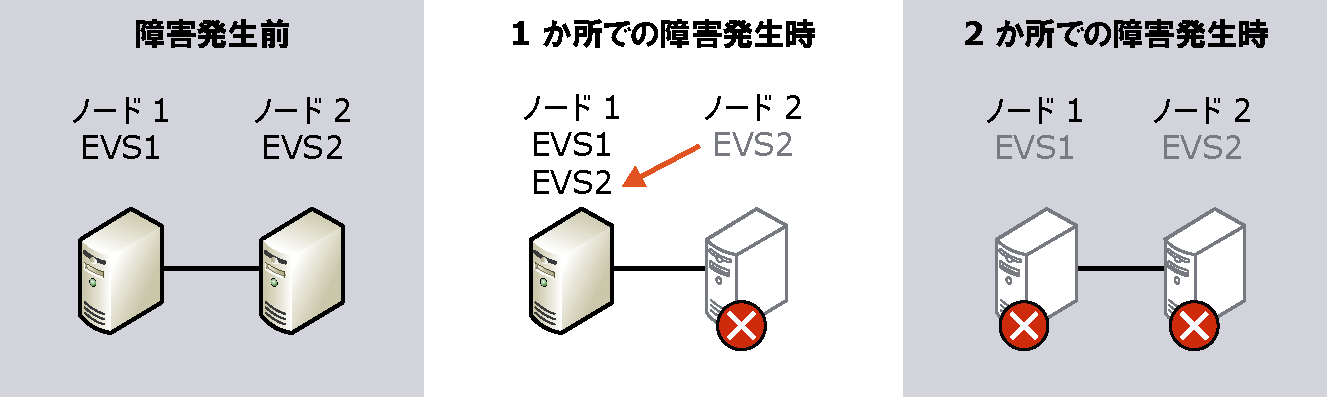 障害発生前
ノード 1
EVS1
ノード 2
EVS2
1 か所での障害発生時
ノード 1
EVS1
EVS2
ノード 2
EVS2
2 か所での障害発生時
ノード 1
EVS1
ノード 2
EVS2